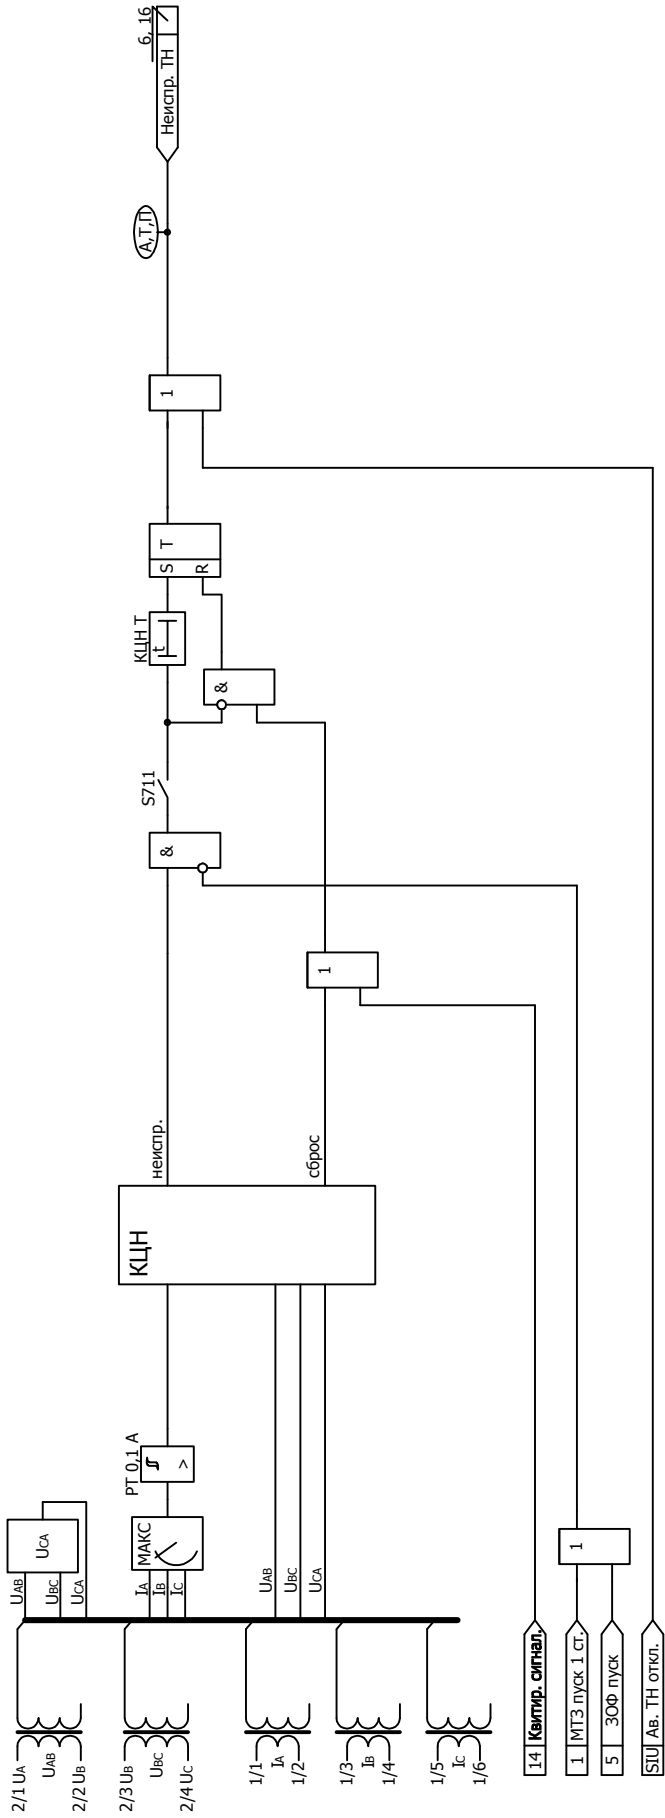 2/1 UA
UAB
2/2 UB
2/3 UB
UBC
2/4 UC
1/1
IA
1/2
1/3
IB
1/4
1/5
IC
1/6
UAB
UBC
UCA
UCA
IA
IB
IC
МАКС
РТ 0,1 А
>
UAB
UBC
UCA
КЦН
неиспр.
сброс
14 Квитир. сигнал.
1 МТЗ пуск 1 ст.
5 ЗОФ пуск
SIU Ав. ТН откл.
1
1
&
S711
&
КЦН Т
t
S T
R
1
А,Т,П
Неиспр. ТН
6, 16